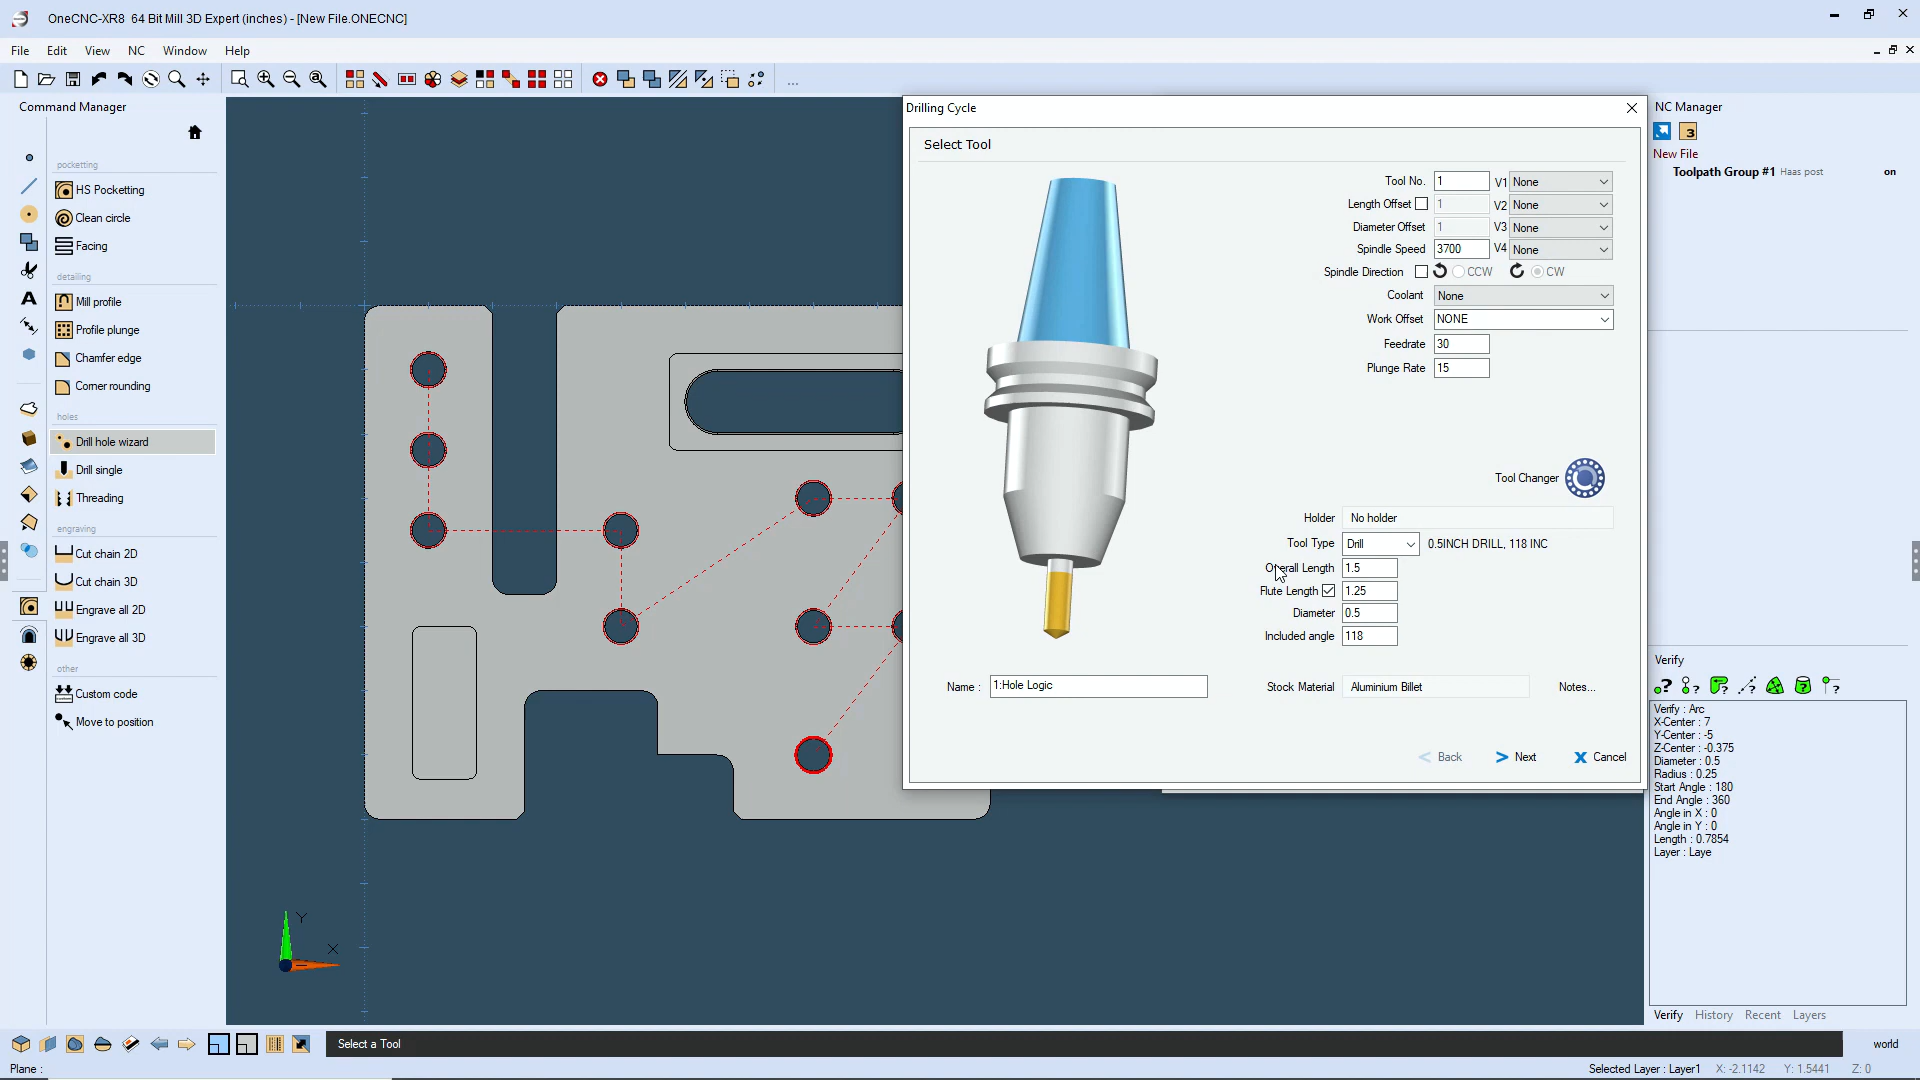 OneCNC-XR8 64 Bit Mill 3D Expert (inches) - [New File.ONECNC]
File Edit View NC Window Help
...
Command Manager
pocketting
HS Pocketting
Clean circle
Facing
detailing
Mill profile
Profile plunge
Chamfer edge
Corner rounding
holes
Drill hole wizard
Drill single
Threading
engraving
Cut chain 2D
Cut chain 3D
Engrave all 2D
Engrave all 3D
other
Custom code
Move to position
A
Y
X
Drilling Cycle
Select Tool
Tool No. 1 V1 None
Length Offset 1 V2 None
Diameter Offset 1 V3 None
Spindle Speed 3700 V4 None
Spindle Direction CCW CW
Coolant None
Work Offset NONE
Feedrate 30
Plunge Rate 15
Tool Changer
Holder No holder
Tool Type Drill 0.5INCH DRILL, 118 INC
Overall Length 1.5
Flute Length 1.25
Diameter 0.5
Included angle 118
Name : 1:Hole Logic Stock Material Aluminium Billet Notes...
Back Next Cancel
NC Manager
3
New File
Toolpath Group #1 Haas post on
Verify
Verify : Arc
X-Center : 7
Y-Center : -5
Z-Center : -0.375
Diameter : 0.5
Radius : 0.25
Start Angle : 180
End Angle : 360
Angle in X : 0
Angle in Y : 0
Length : 0.7854
Layer : Laye
Verify History Recent Layers
Select a Tool
world
Plane :
Selected Layer : Layer1 X: -2.1142 Y: 1.5441 Z: 0